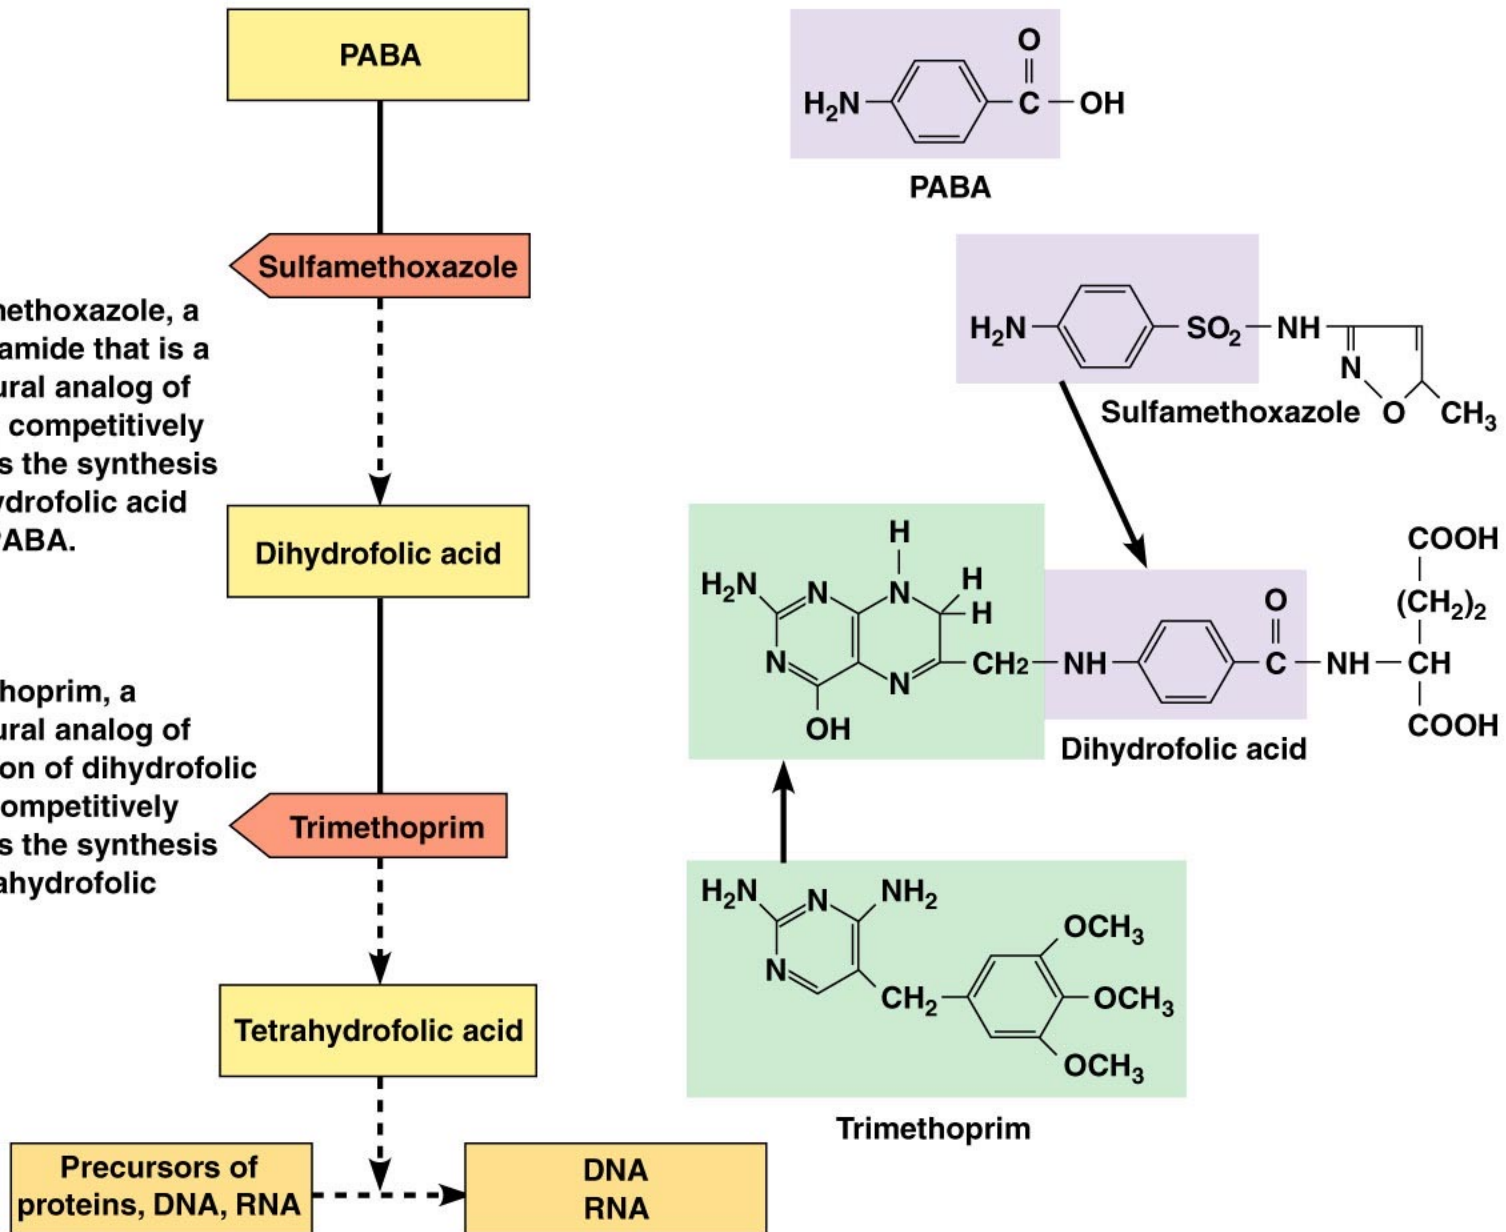 PABA
Sulfamethoxazole
nethoxazole, a
amide that is a
ural analog of
competitively
s the synthesis
ydrofolic acid
PABA.
Dihydrofolic acid
hoprim, a
ural analog of
ion of dihydrofolic
ompetitively
s the synthesis
ahydrofolic
Trimethoprim
Tetrahydrofolic acid
Precursors of
proteins, DNA, RNA
DNA
RNA
O
H₂N C OH
PABA
H₂N SO₂ NH
N
O CH₃
Sulfamethoxazole
H
H₂N N N H
H
N N CH₂ NH C NH CH
O
OH
COOH
(CH₂)₂
COOH
Dihydrofolic acid
H₂N N NH₂
N
CH₂
OCH₃
OCH₃
OCH₃
Trimethoprim